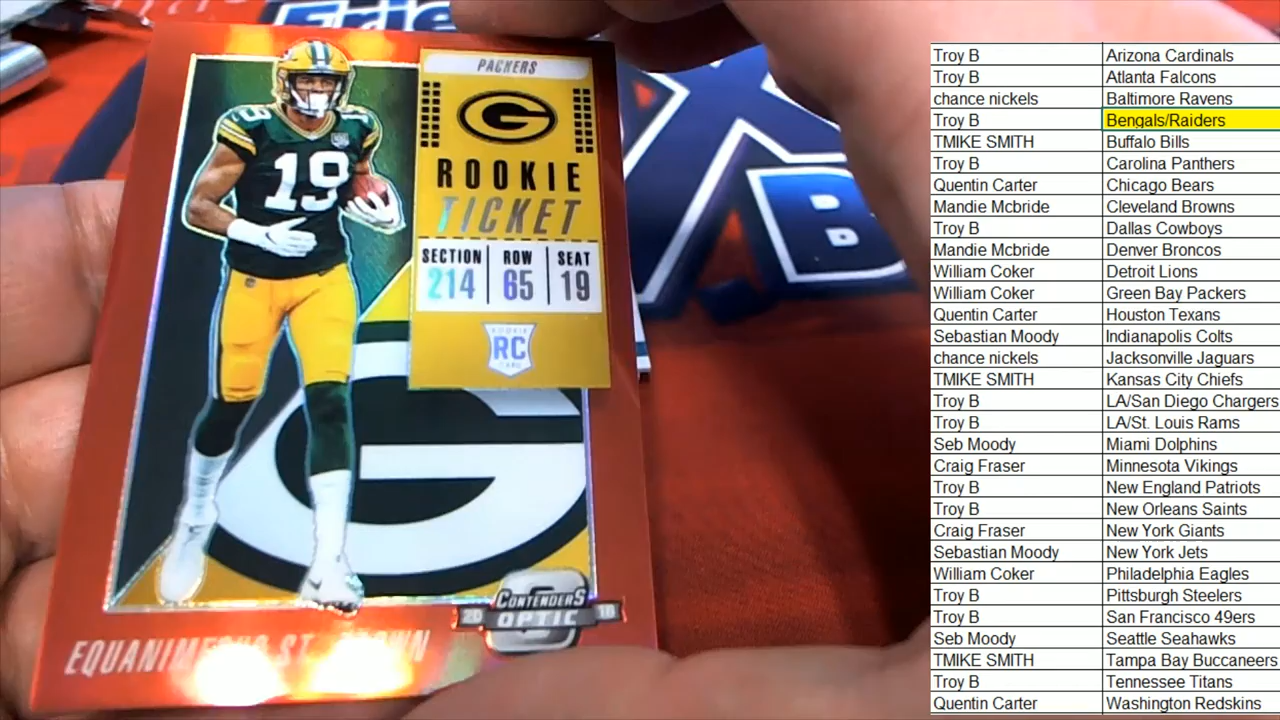 PACKERS
G
ROOKIE
TICKET
SECTION ROW SEAT
214 65 19
ROOKIE
RC
CARD
19
G
CONTENDERS
20 OPTIC 18
ST.
B
Troy B Arizona Cardinals
Troy B Atlanta Falcons
chance nickels Baltimore Ravens
Troy B Bengals/Raiders
TMIKE SMITH Buffalo Bills
Troy B Carolina Panthers
Quentin Carter Chicago Bears
Mandie Mcbride Cleveland Browns
Troy B Dallas Cowboys
Mandie Mcbride Denver Broncos
William Coker Detroit Lions
William Coker Green Bay Packers
Quentin Carter Houston Texans
Sebastian Moody Indianapolis Colts
chance nickels Jacksonville Jaguars
TMIKE SMITH Kansas City Chiefs
Troy B LA/San Diego Chargers
Troy B LA/St. Louis Rams
Seb Moody Miami Dolphins
Craig Fraser Minnesota Vikings
Troy B New England Patriots
Troy B New Orleans Saints
Craig Fraser New York Giants
Sebastian Moody New York Jets
William Coker Philadelphia Eagles
Troy B Pittsburgh Steelers
Troy B San Francisco 49ers
Seb Moody Seattle Seahawks
TMIKE SMITH Tampa Bay Buccaneers
Troy B Tennessee Titans
Quentin Carter Washington Redskins